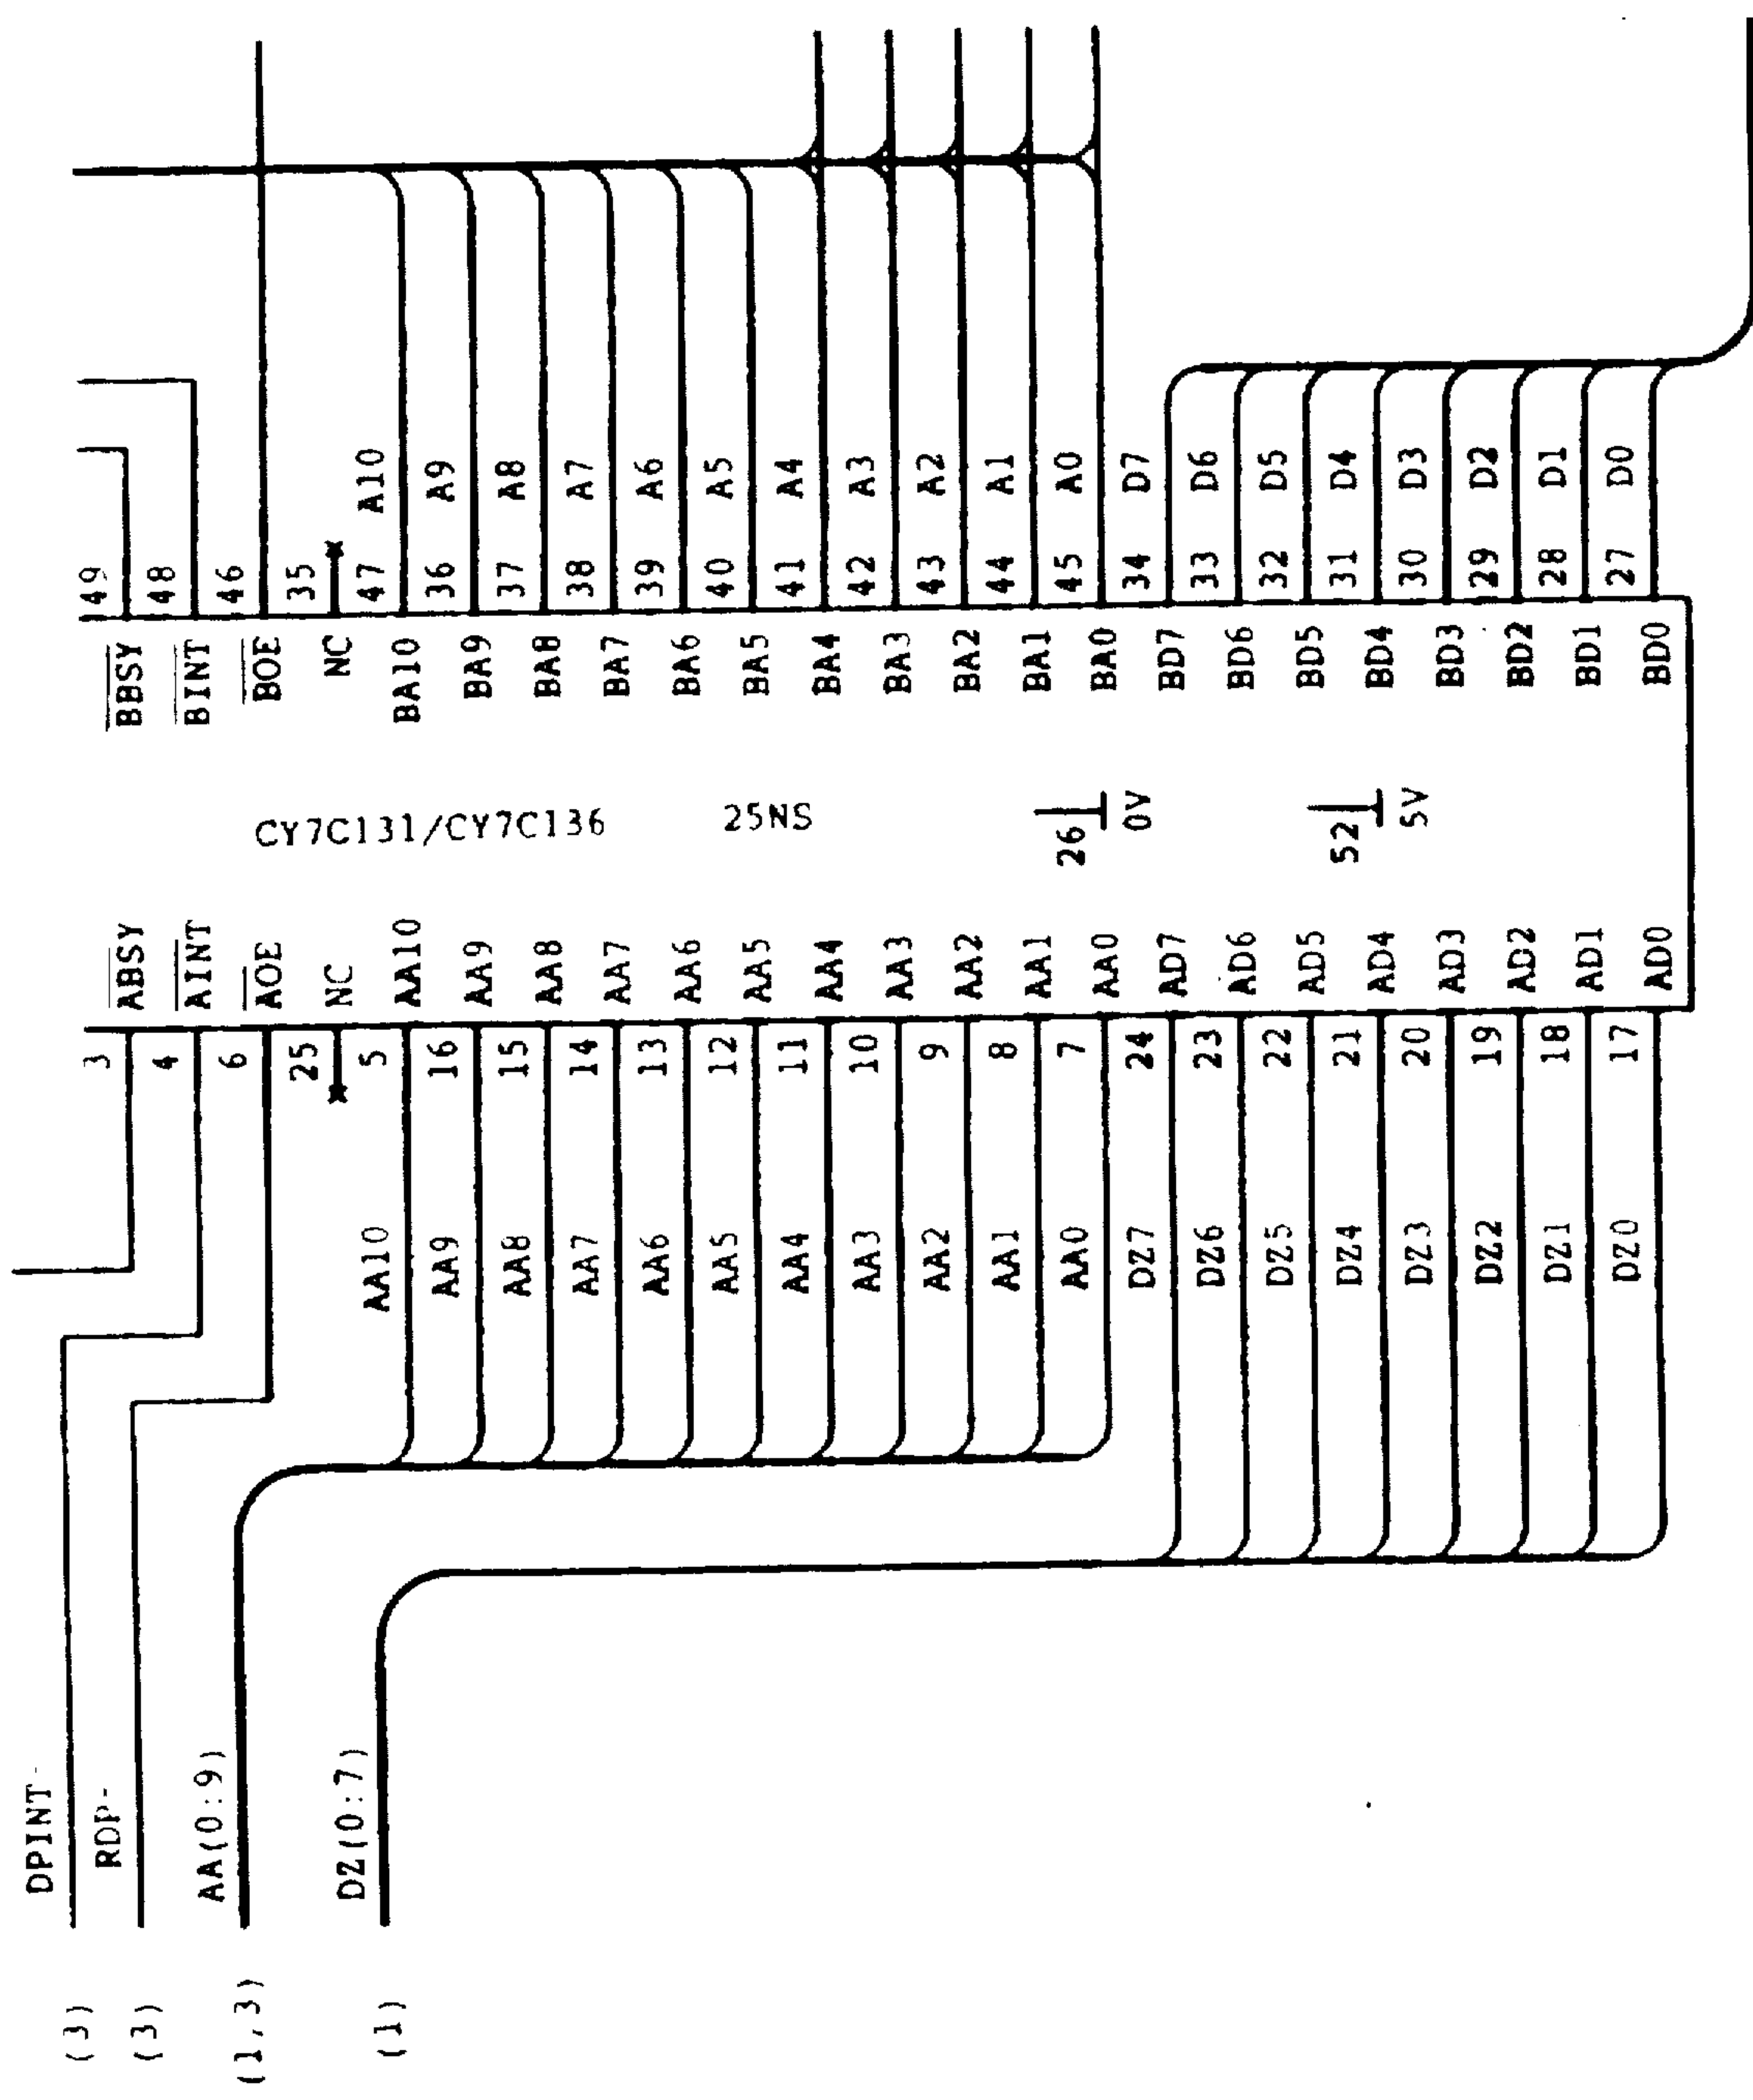 DPINT-
(3) RDP- 3 49
ABSY BBSY
(3) 4 48
AINT BINT
AA(0:9) 6 46
(1,3) AOE BOE
CY7C131/CY7C136
25 35
NC NC
DZ(0:7) AA10 5 47 A10
(1) AA10 BA10
AA9 16 36 A9
AA9 BA9
AA8 15 37 A8
AA8 BA8
AA7 14 38 A7
AA7 BA7
AA6 13 39 A6
AA6 BA6
AA5 12 40 A5
AA5 25NS BA5
AA4 11 41 A4
AA4 BA4
AA3 10 42 A3
AA3 BA3
AA2 9 43 A2
AA2 BA2
AA1 8 44 A1
AA1 BA1
AA0 7 26 45 A0
AA0 BA0
0V
DZ7 24 34 D7
AD7 BD7
DZ6 23 33 D6
AD6 BD6
DZ5 22 32 D5
AD5 BD5
DZ4 21 52 31 D4
AD4 BD4
5V
DZ3 20 30 D3
AD3 BD3
DZ2 19 29 D2
AD2 BD2
DZ1 18 28 D1
AD1 BD1
DZ0 17 27 D0
AD0 BD0